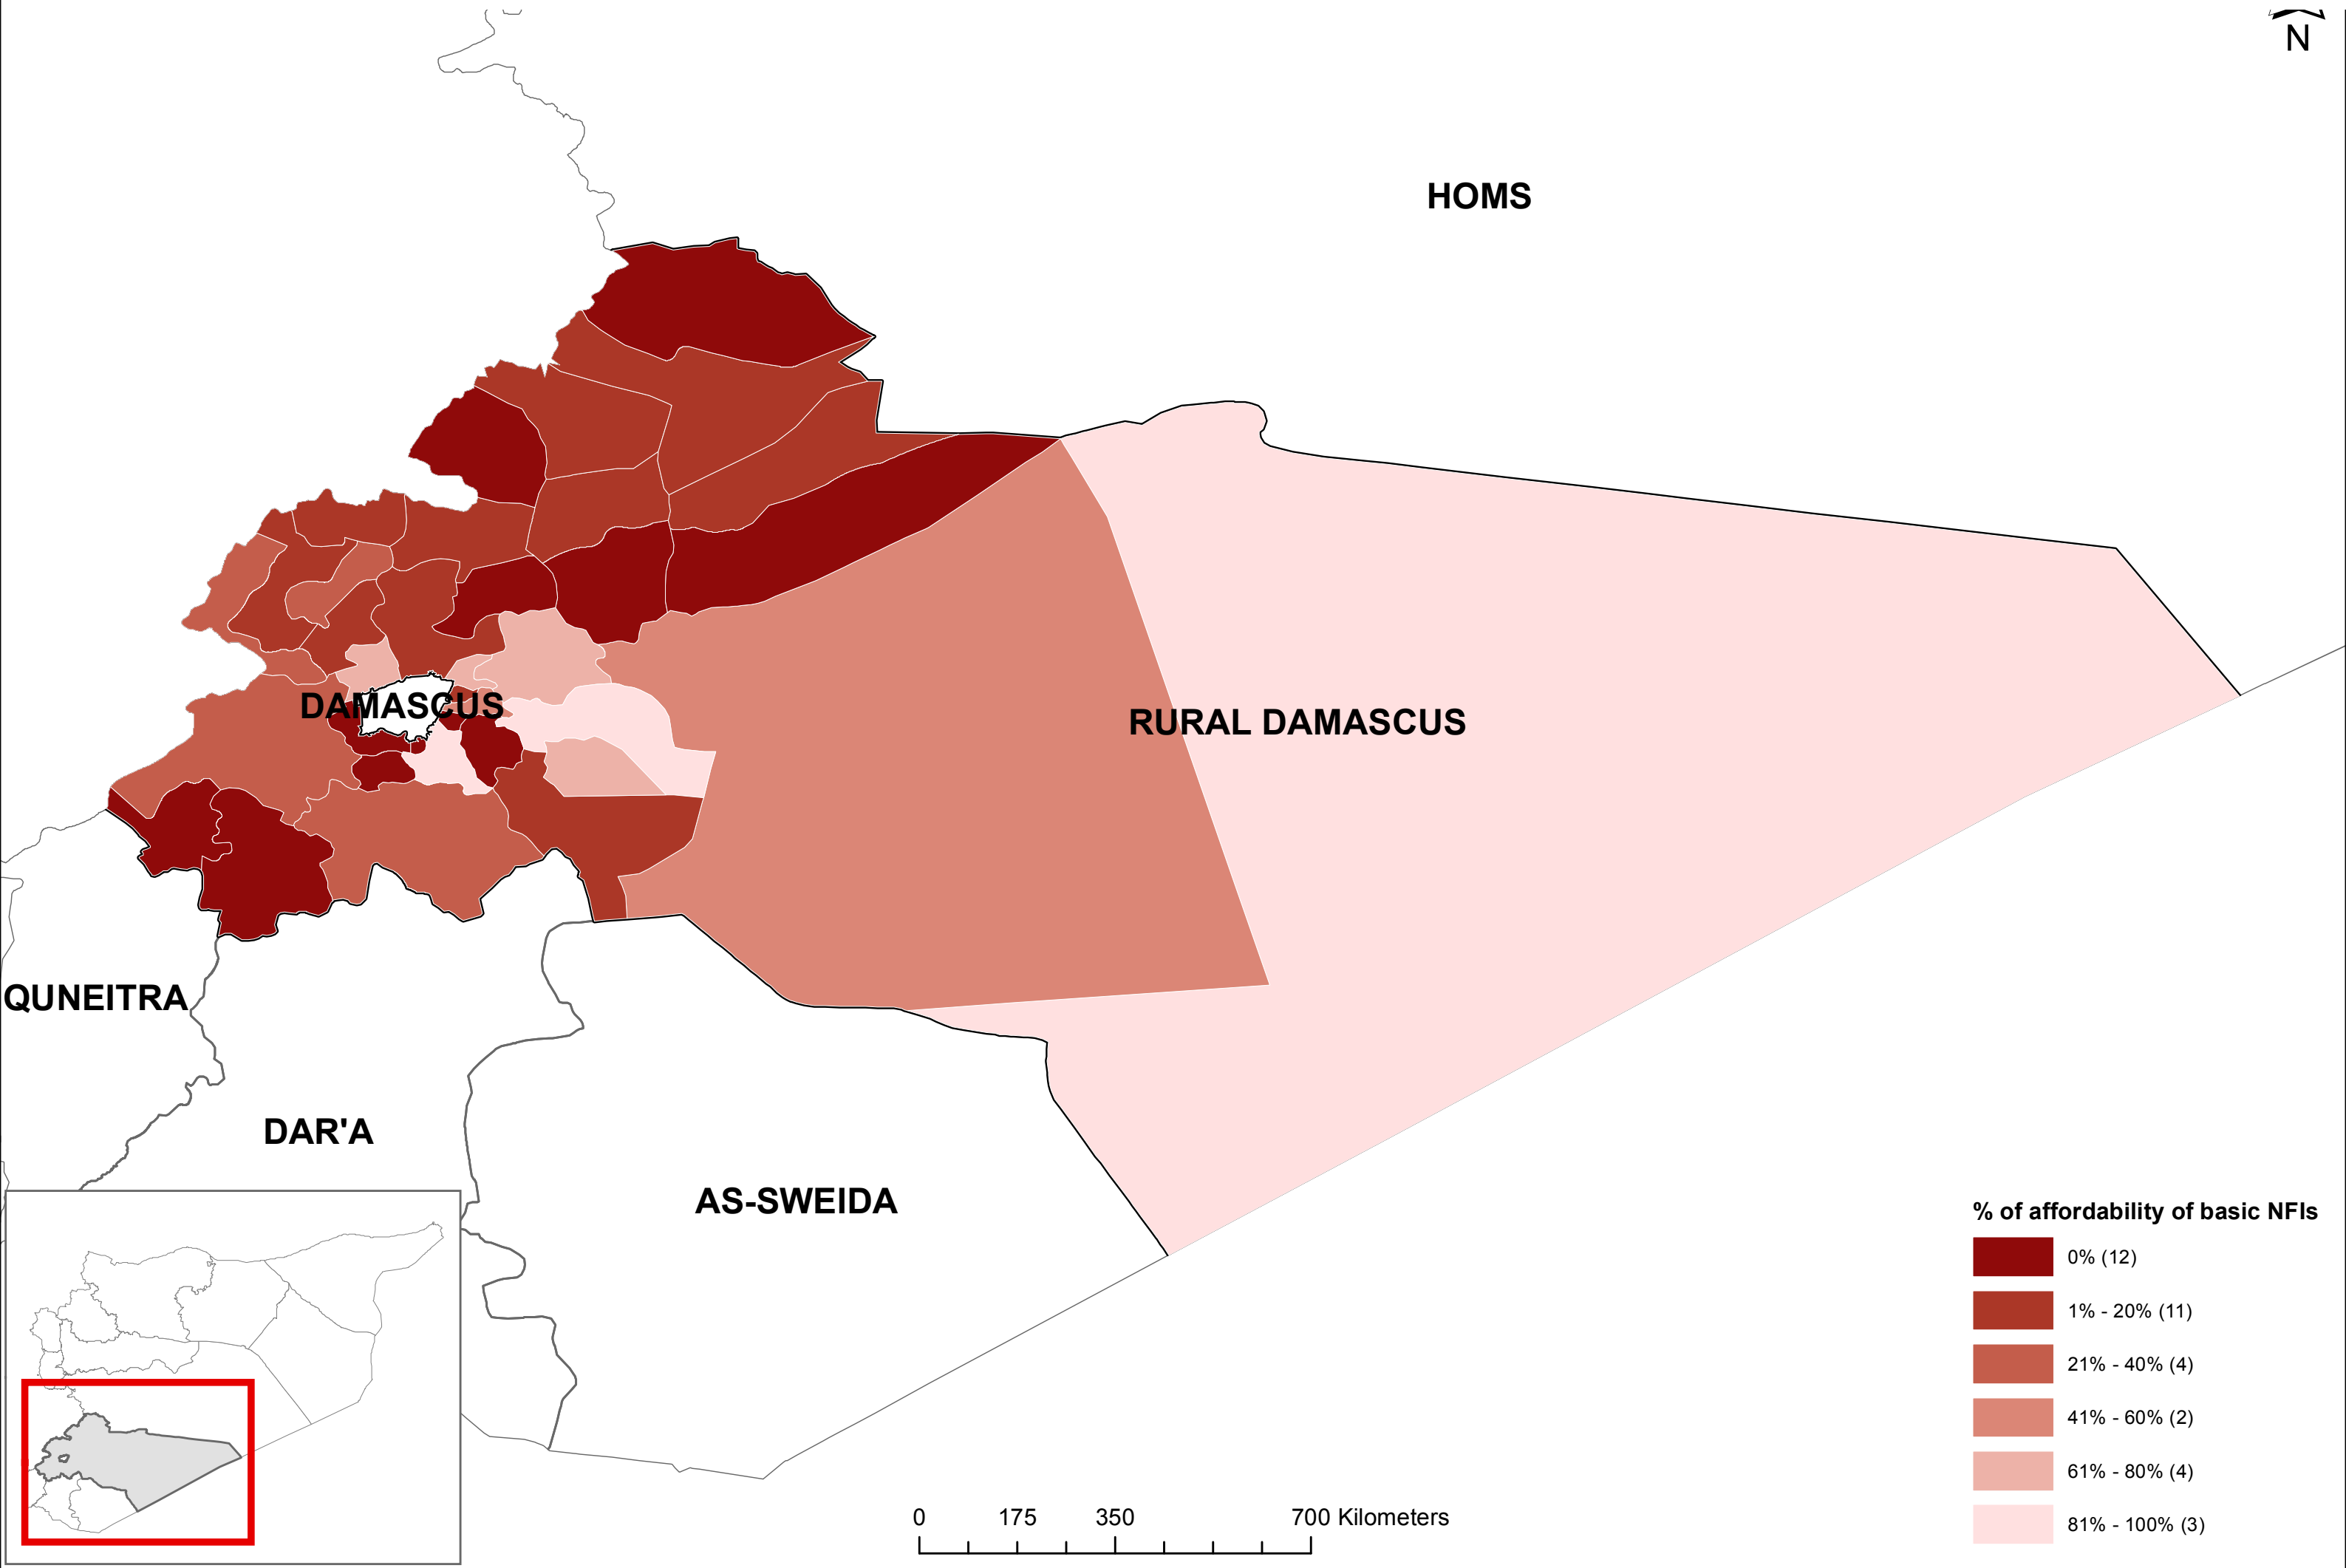 N
HOMS
DAMASCUS
RURAL DAMASCUS
QUNEITRA
DAR'A
AS-SWEIDA
% of affordability of basic NFIs
0% (12)
1% - 20% (11)
21% - 40% (4)
41% - 60% (2)
61% - 80% (4)
81% - 100% (3)
0 175 350 700 Kilometers